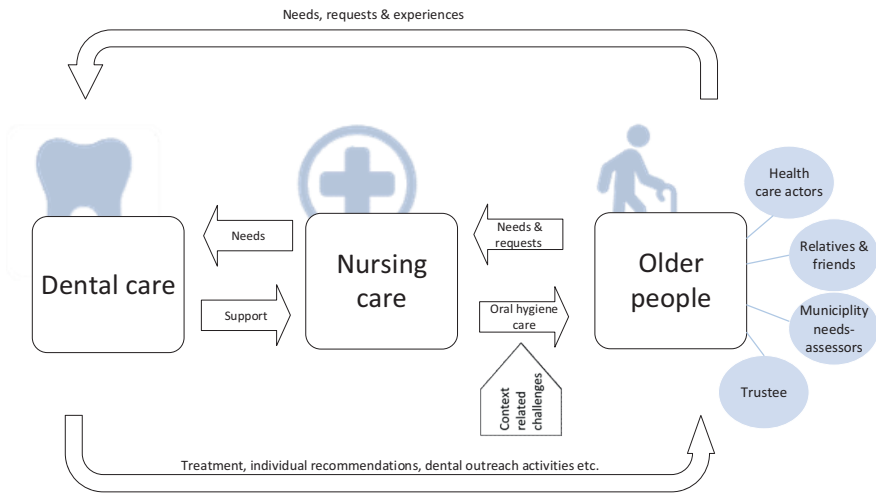 Needs, requests & experiences
Health
care actors
Needs
Needs &
requests
Dental care
Nursing
care
Older
people
Relatives &
friends
Support
Oral hygiene
care
Municiplity
needs-
assessors
Context
related
challenges
Trustee
Treatment, individual recommendations, dental outreach activities etc.